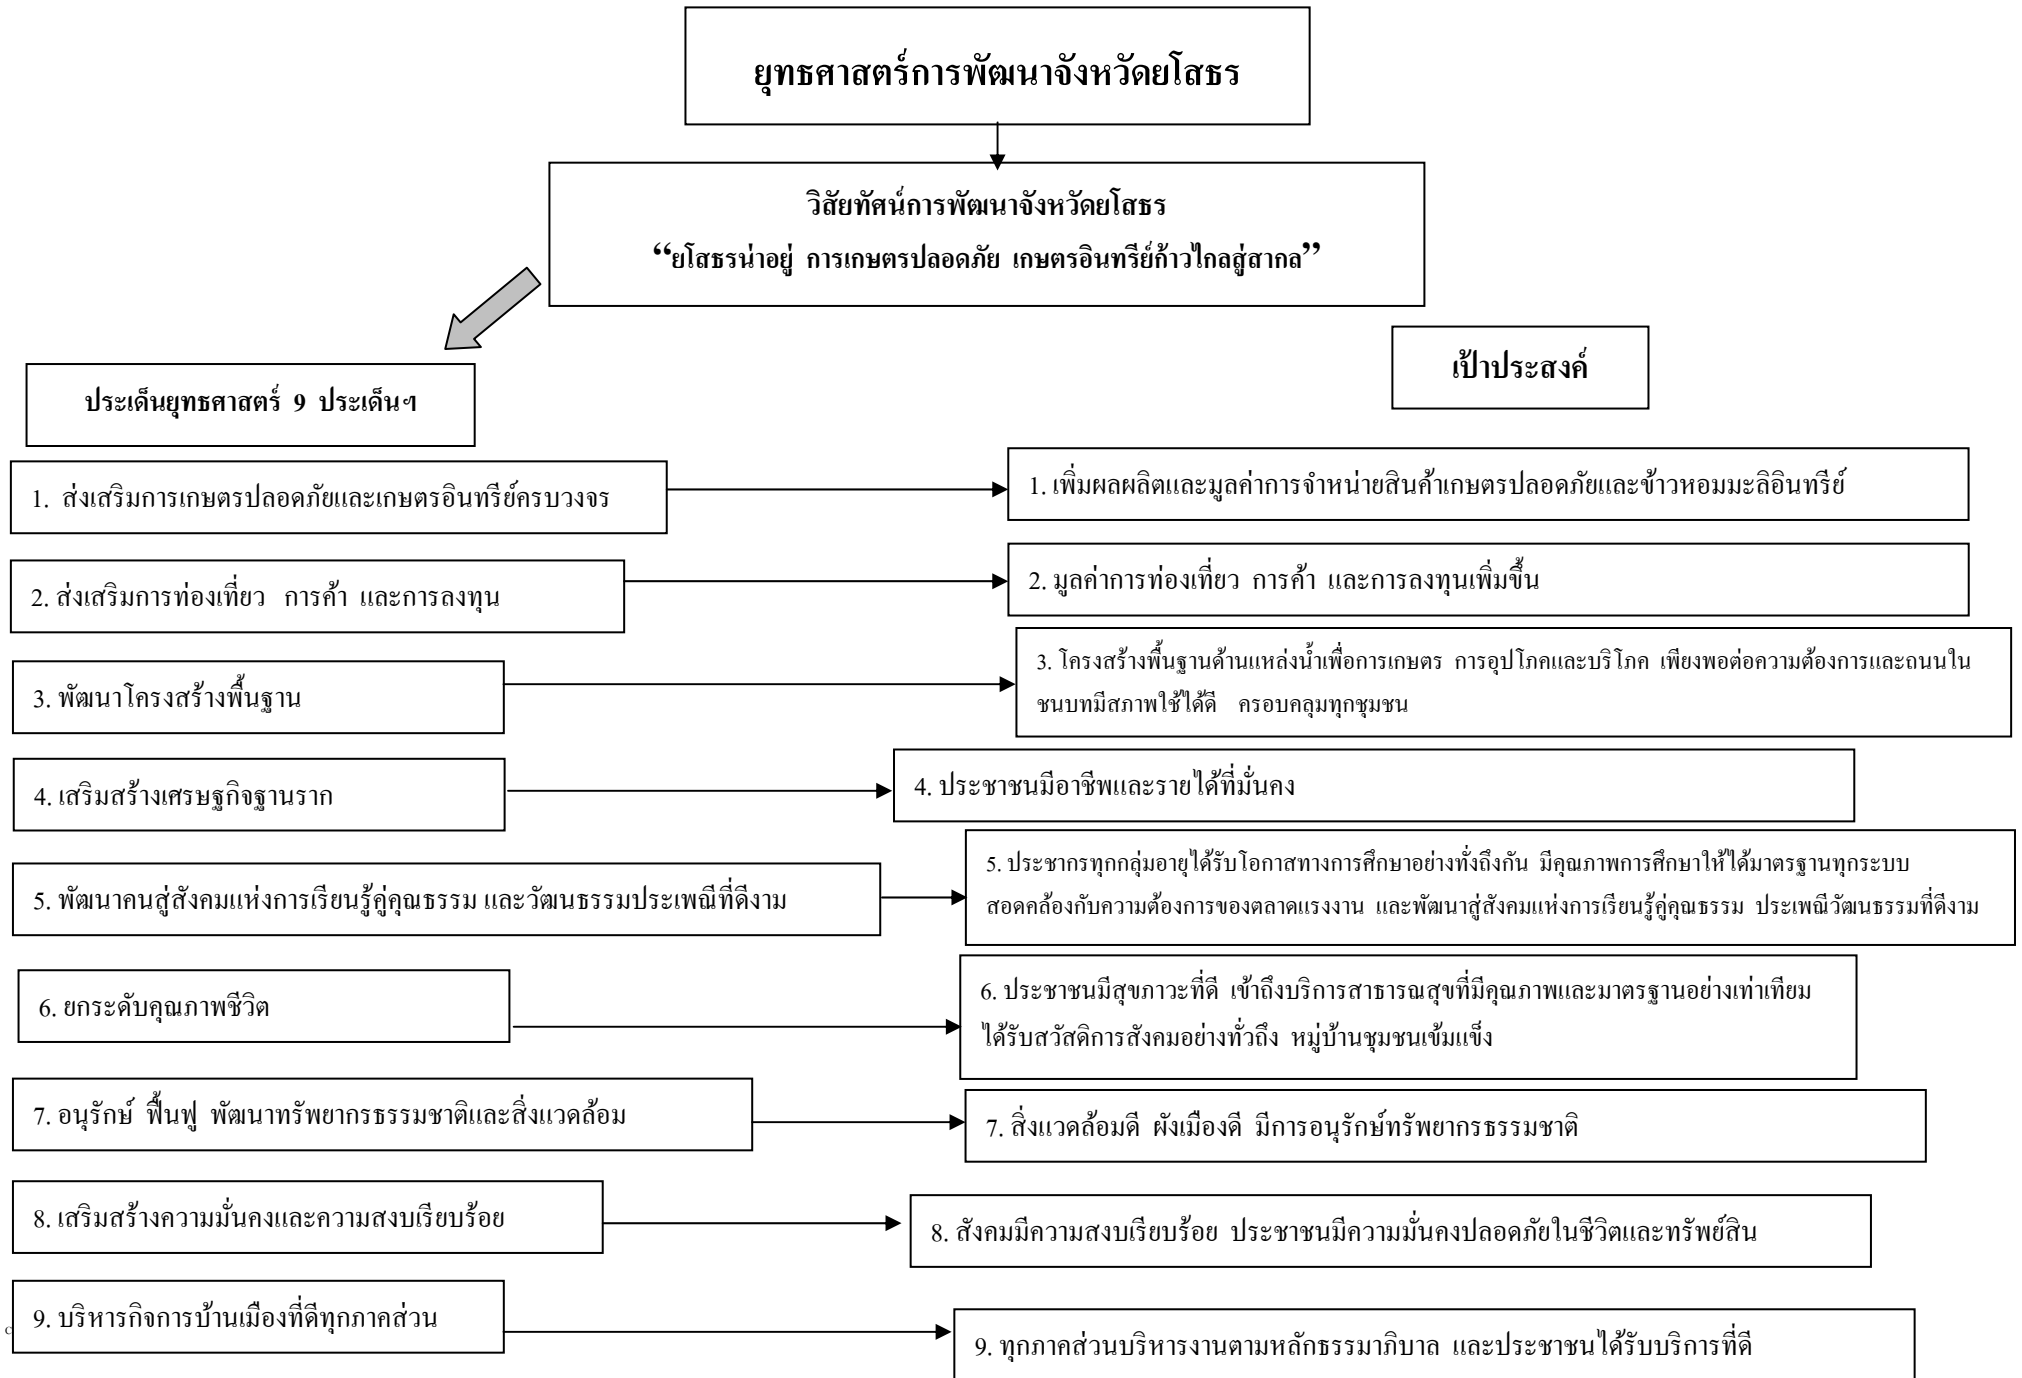 ยุทธศาสตร์การพัฒนาจังหวัดยโสธร
วิสัยทัศน์การพัฒนาจังหวัดยโสธร
“ยโสธรน่าอยู่ การเกษตรปลอดภัย เกษตรอินทรีย์ก้าวไกลสู่สากล”
เป้าประสงค์
ประเด็นยุทธศาสตร์ 9 ประเด็นฯ
1. ส่งเสริมการเกษตรปลอดภัยและเกษตรอินทรีย์ครบวงจร
1. เพิ่มผลผลิตและมูลค่าการจำหน่ายสินค้าเกษตรปลอดภัยและข้าวหอมมะลิอินทรีย์
2. ส่งเสริมการท่องเที่ยว การค้า และการลงทุน
2. มูลค่าการท่องเที่ยว การค้า และการลงทุนเพิ่มขึ้น
3. พัฒนาโครงสร้างพื้นฐาน
3. โครงสร้างพื้นฐานด้านแหล่งน้ำเพื่อการเกษตร การอุปโภคและบริโภค เพียงพอต่อความต้องการและถนนใน
ชนบทมีสภาพใช้ได้ดี ครอบคลุมทุกชุมชน
4. เสริมสร้างเศรษฐกิจฐานราก
4. ประชาชนมีอาชีพและรายได้ที่มั่นคง
5. พัฒนาคนสู่สังคมแห่งการเรียนรู้คู่คุณธรรม และวัฒนธรรมประเพณีที่ดีงาม
5. ประชากรทุกกลุ่มอายุได้รับโอกาสทางการศึกษาอย่างทั่งถึงกัน มีคุณภาพการศึกษาให้ได้มาตรฐานทุกระบบ
สอดคล้องกับความต้องการของตลาดแรงงาน และพัฒนาสู่สังคมแห่งการเรียนรู้คู่คุณธรรม ประเพณีวัฒนธรรมที่ดีงาม
6. ยกระดับคุณภาพชีวิต
6. ประชาชนมีสุขภาวะที่ดี เข้าถึงบริการสาธารณสุขที่มีคุณภาพและมาตรฐานอย่างเท่าเทียม
ได้รับสวัสดิการสังคมอย่างทั่วถึง หมู่บ้านชุมชนเข้มแข็ง
7. อนุรักษ์ ฟื้นฟู พัฒนาทรัพยากรธรรมชาติและสิ่งแวดล้อม
7. สิ่งแวดล้อมดี ผังเมืองดี มีการอนุรักษ์ทรัพยากรธรรมชาติ
8. เสริมสร้างความมั่นคงและความสงบเรียบร้อย
8. สังคมมีความสงบเรียบร้อย ประชาชนมีความมั่นคงปลอดภัยในชีวิตและทรัพย์สิน
9. บริหารกิจการบ้านเมืองที่ดีทุกภาคส่วน
9. ทุกภาคส่วนบริหารงานตามหลักธรรมาภิบาล และประชาชนได้รับบริการที่ดี